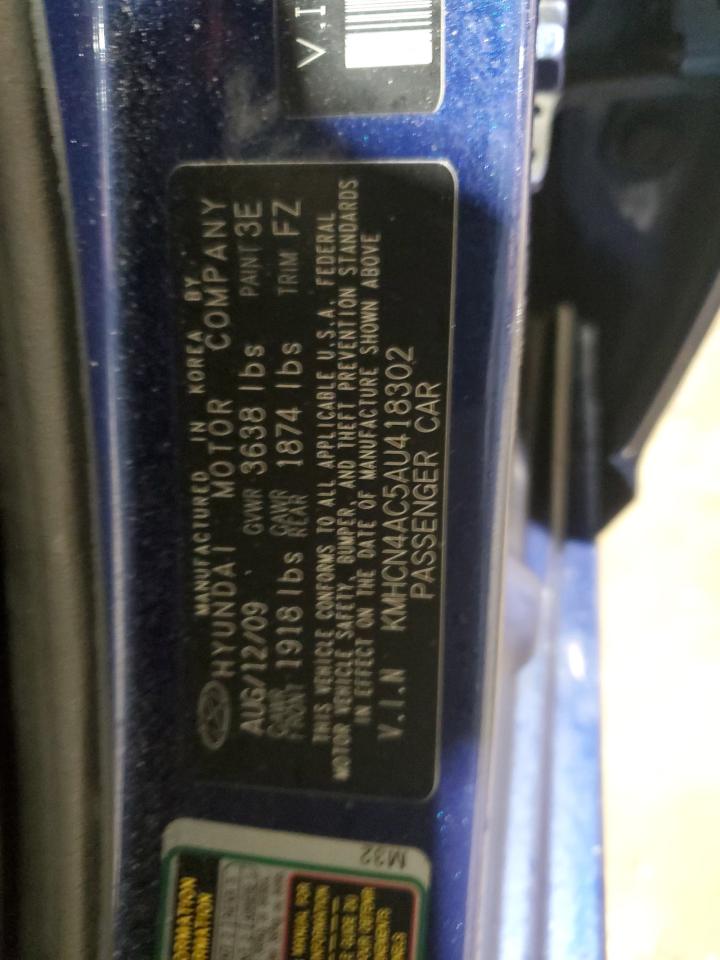 V.I
MANUFACTURED IN KOREA BY
HYUNDAI MOTOR COMPANY
AUG/12/09 GVWR 3638 lbs PAINT 3E
GAWR FRONT 1918 lbs GAWR REAR 1874 lbs TRIM FZ
THIS VEHICLE CONFORMS TO ALL APPLICABLE U.S.A. FEDERAL
MOTOR VEHICLE SAFETY, BUMPER, AND THEFT PREVENTION STANDARDS
IN EFFECT ON THE DATE OF MANUFACTURE SHOWN ABOVE
V.I.N KMHCN4AC5AU418302
PASSENGER CAR
M32